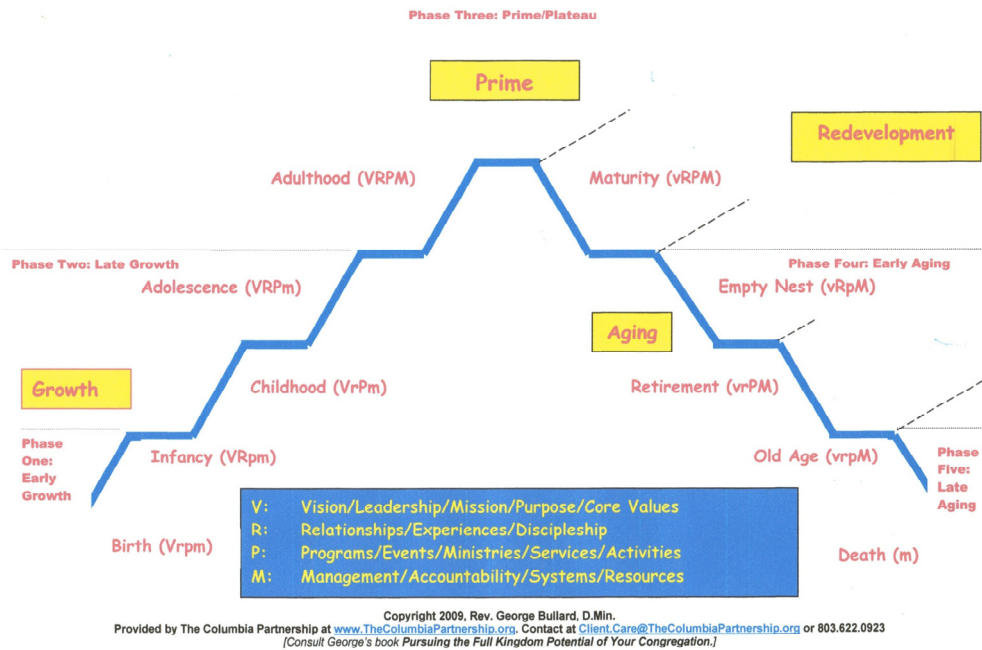 Phase Three: Prime/Plateau
Prime
Redevelopment
Adulthood (VRPM)
Maturity (vRPM)
Phase Two: Late Growth
Phase Four: Early Aging
Adolescence (VRPm)
Empty Nest (vRpM)
Aging
Growth
Childhood (VrPm)
Retirement (vrPM)
Phase
One:
Early
Growth
Infancy (VRpm)
Old Age (vrpM)
Phase
Five:
Late
Aging
V: Vision/Leadership/Mission/Purpose/Core Values
R: Relationships/Experiences/Discipleship
P: Programs/Events/Ministries/Services/Activities
M: Management/Accountability/Systems/Resources
Birth (Vrpm)
Death (m)
Copyright 2009, Rev. George Bullard, D.Min.
Provided by The Columbia Partnership at www.TheColumbiaPartnership.org. Contact at Client.Care@TheColumbiaPartnership.org or 803.622.0923
[Consult George's book Pursuing the Full Kingdom Potential of Your Congregation.]